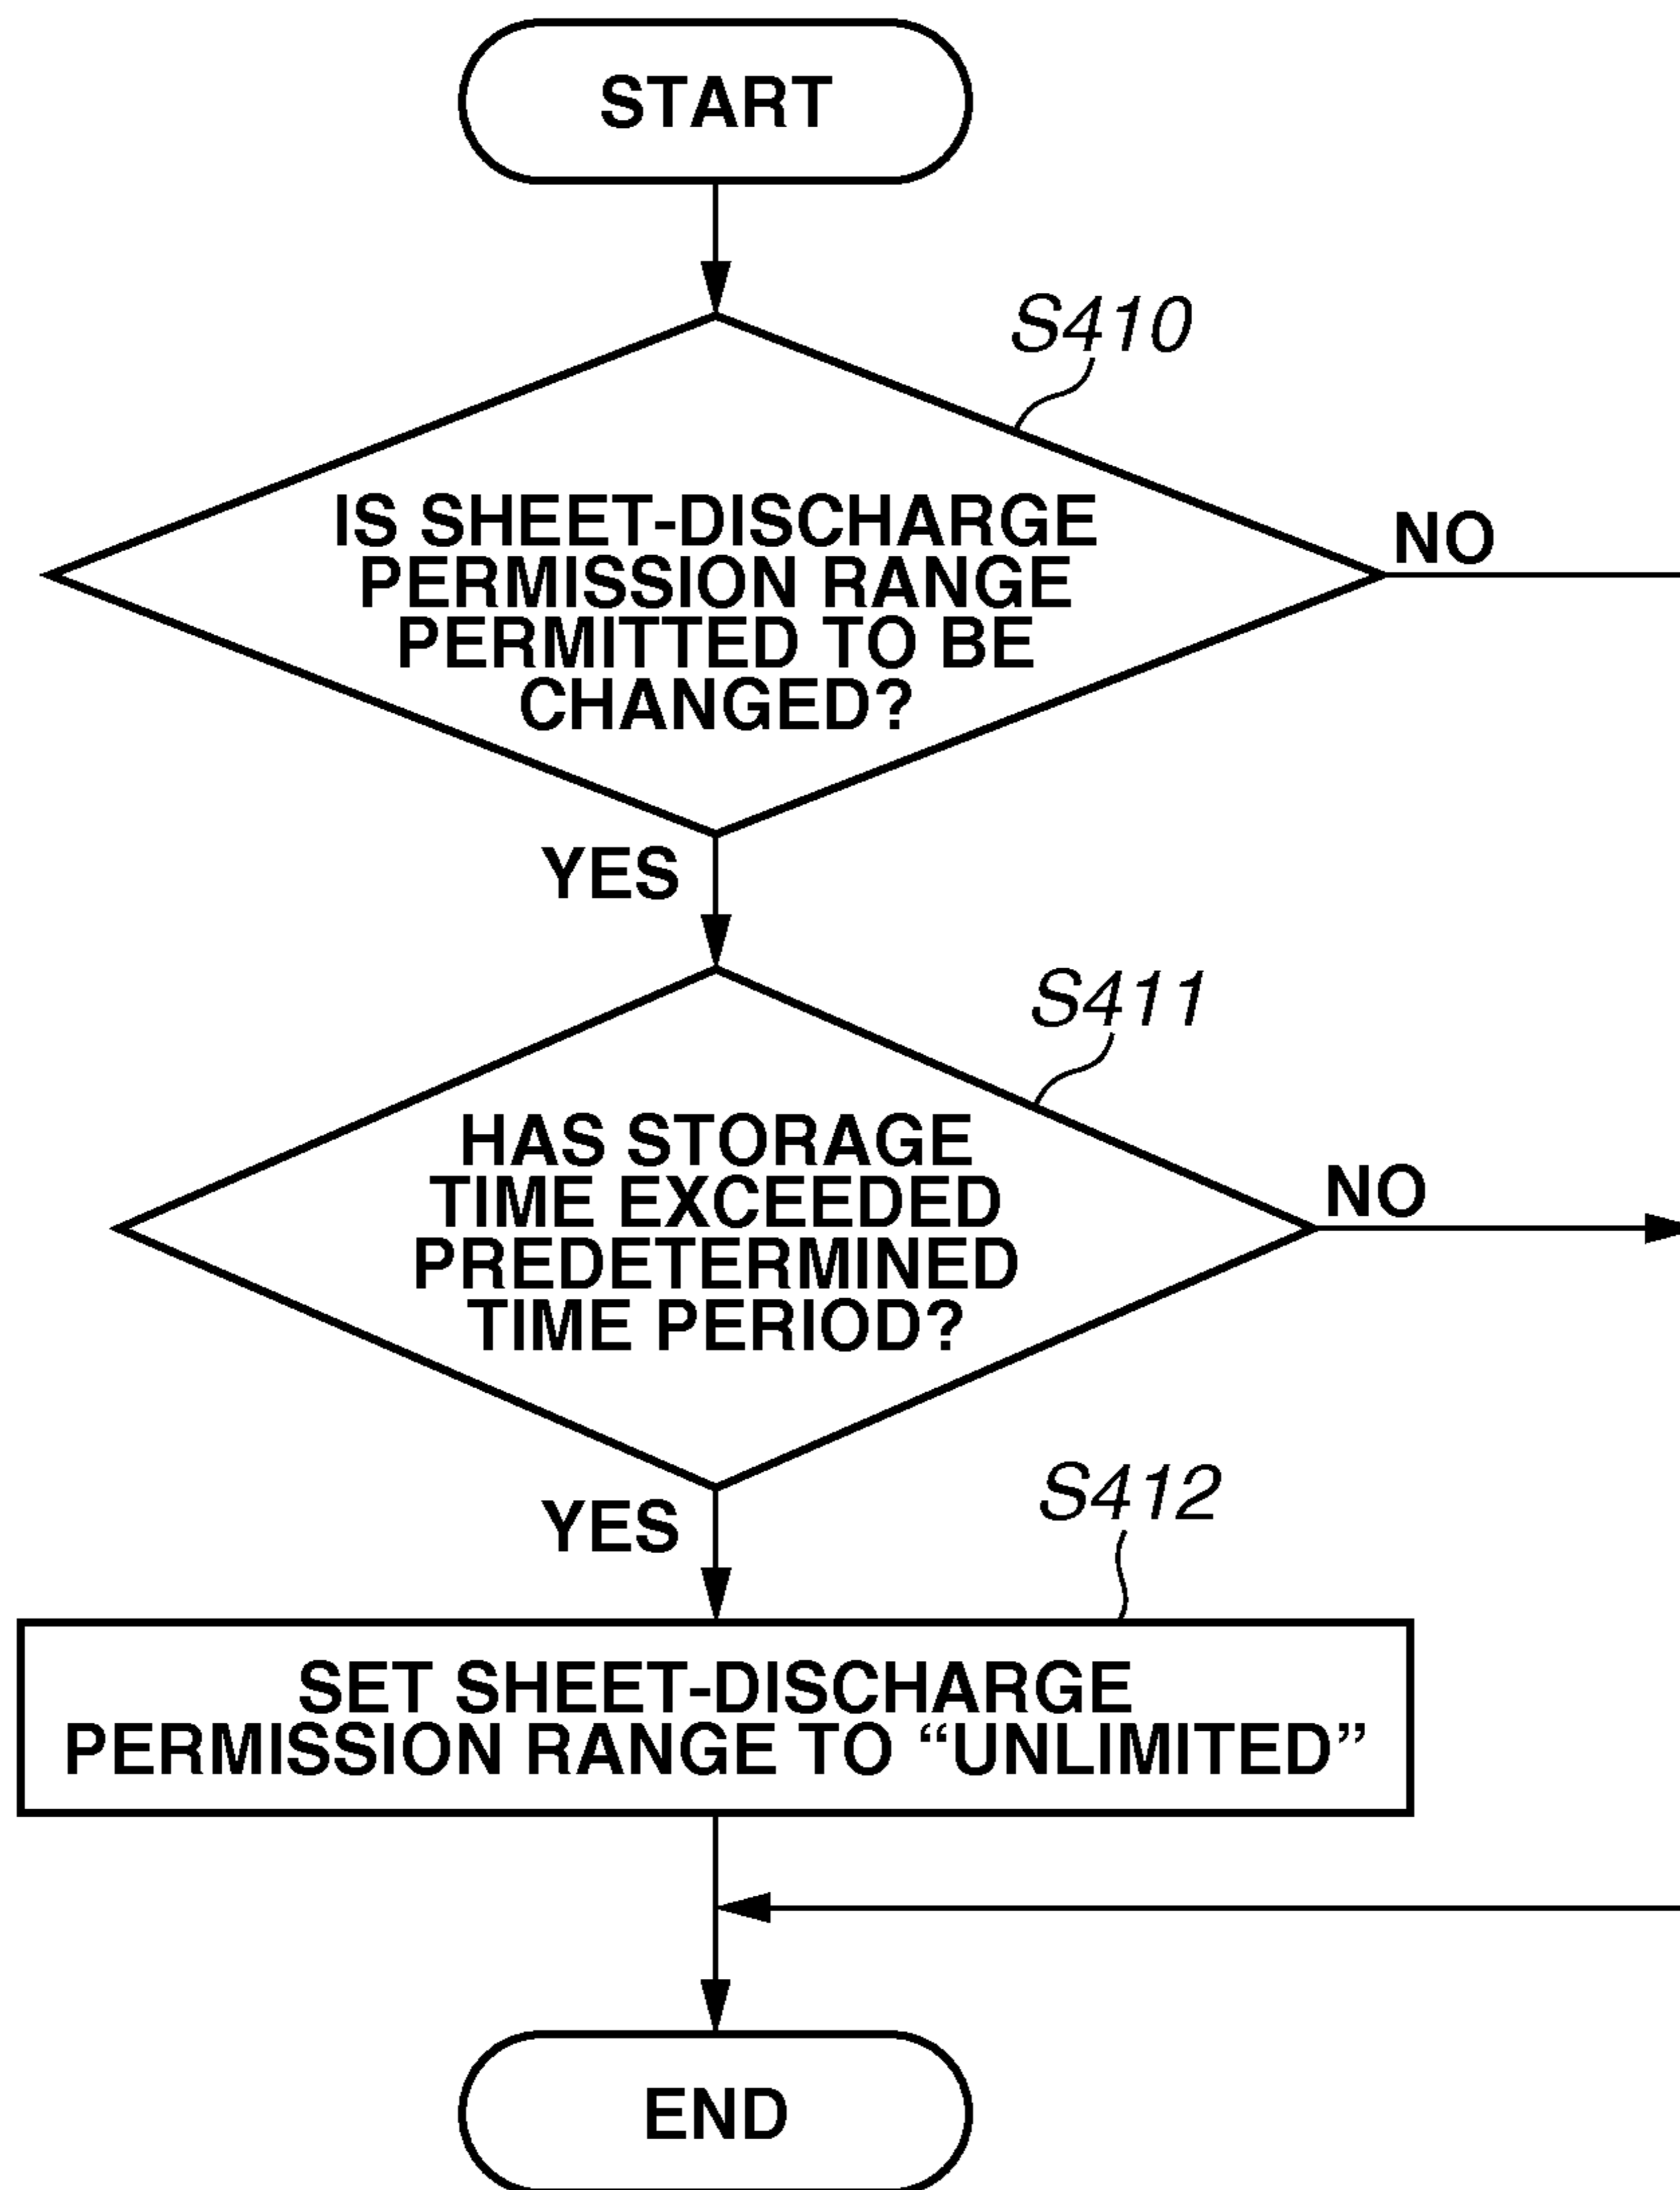 START
S410
IS SHEET-DISCHARGE
PERMISSION RANGE
PERMITTED TO BE
CHANGED?
NO
YES
S411
HAS STORAGE
TIME EXCEEDED
PREDETERMINED
TIME PERIOD?
NO
YES
S412
SET SHEET-DISCHARGE
PERMISSION RANGE TO “UNLIMITED”
END